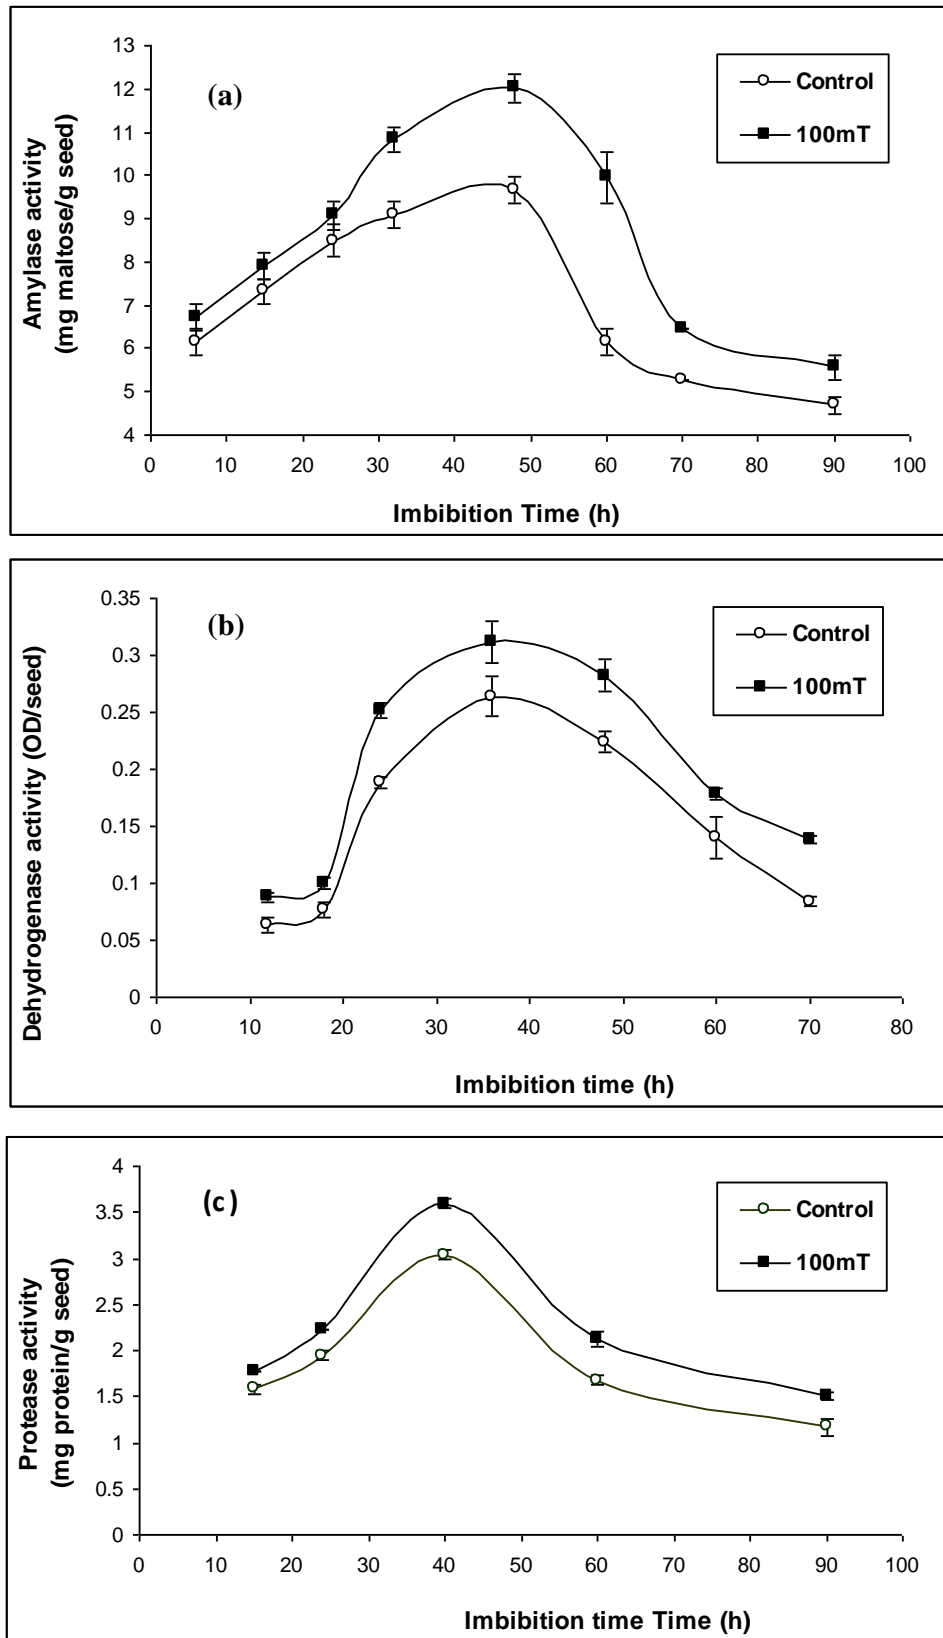 13
12
11
10
9
8
7
6
5
4
Amylase activity
(mg maltose/g seed)
(a)
Control
100mT
0 10 20 30 40 50 60 70 80 90 100
Imbibition Time (h)
0.35
0.3
0.25
0.2
0.15
0.1
0.05
0
Dehydrogenase activity (OD/seed)
(b)
Control
100mT
0 10 20 30 40 50 60 70 80
Imbibition time (h)
4
3.5
3
2.5
2
1.5
1
0.5
0
Protease activity
(mg protein/g seed)
(c)
Control
100mT
0 10 20 30 40 50 60 70 80 90 100
Imbibition time Time (h)